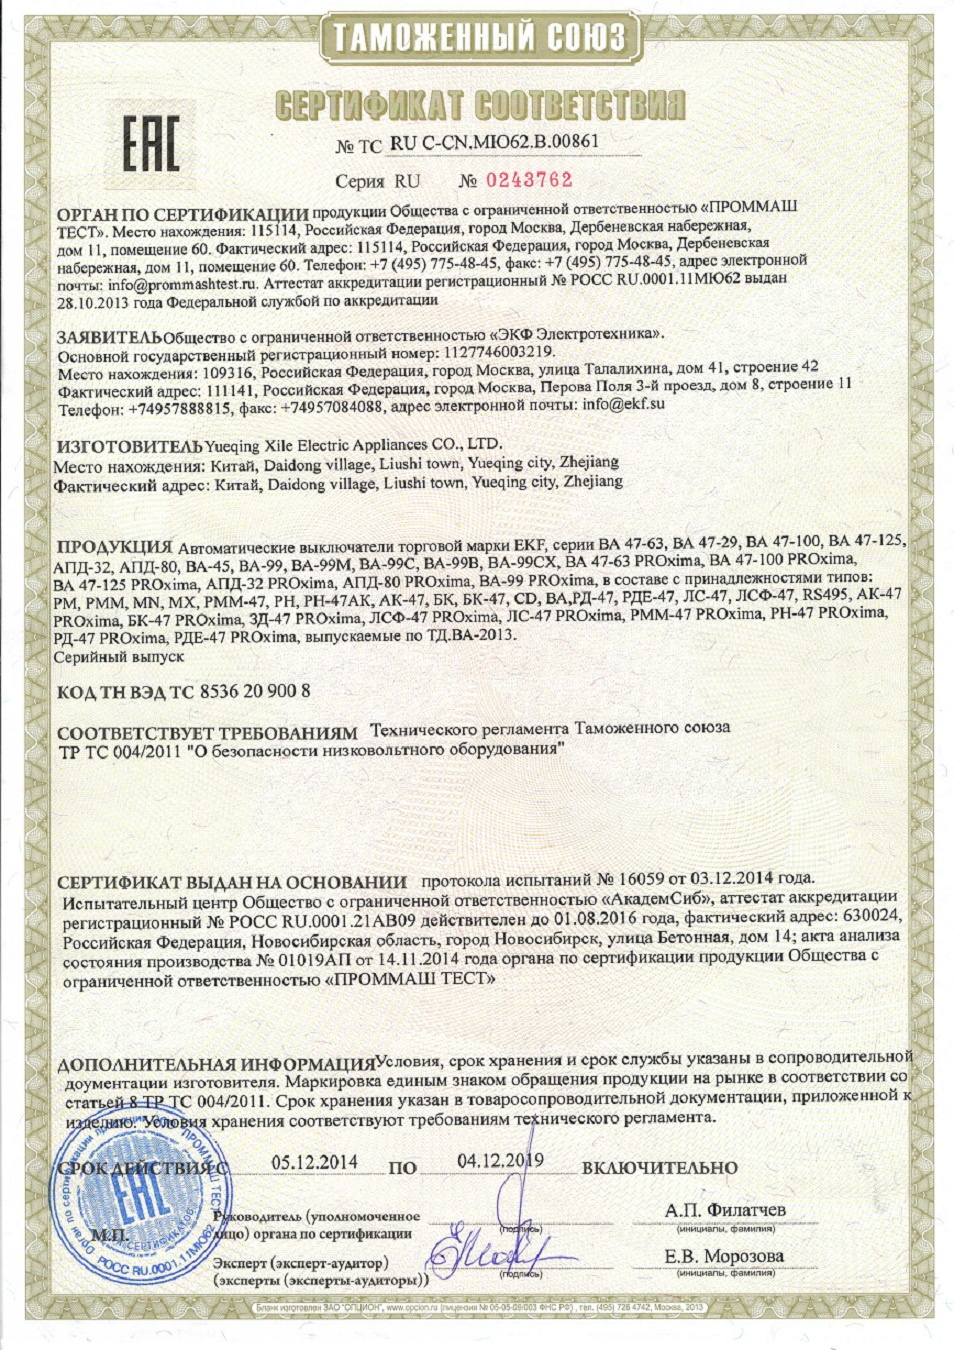 ТАМОЖЕННЫЙ СОЮЗ
СЕРТИФИКАТ СООТВЕТСТВИЯ
EAC
№ ТС RU C-CN.МЮ62.В.00861
Серия RU № 0243762
ОРГАН ПО СЕРТИФИКАЦИИ продукции Общества с ограниченной ответственностью «ПРОММАШ
ТЕСТ». Место нахождения: 115114, Российская Федерация, город Москва, Дербеневская набережная,
дом 11, помещение 60. Фактический адрес: 115114, Российская Федерация, город Москва, Дербеневская
набережная, дом 11, помещение 60. Телефон: +7 (495) 775-48-45, факс: +7 (495) 775-48-45, адрес электронной
почты: info@prommashtest.ru. Аттестат аккредитации регистрационный № РОСС RU.0001.11МЮ62 выдан
28.10.2013 года Федеральной службой по аккредитации
ЗАЯВИТЕЛЬ Общество с ограниченной ответственностью «ЭКФ Электротехника».
Основной государственный регистрационный номер: 1127746003219.
Место нахождения: 109316, Российская Федерация, город Москва, улица Талалихина, дом 41, строение 42
Фактический адрес: 111141, Российская Федерация, город Москва, Перова Поля 3-й проезд, дом 8, строение 11
Телефон: +74957888815, факс: +74957084088, адрес электронной почты: info@ekf.su
ИЗГОТОВИТЕЛЬ Yueqing Xile Electric Appliances CO., LTD.
Место нахождения: Китай, Daidong village, Liushi town, Yueqing city, Zhejiang
Фактический адрес: Китай, Daidong village, Liushi town, Yueqing city, Zhejiang
ПРОДУКЦИЯ Автоматические выключатели торговой марки EKF, серии ВА 47-63, ВА 47-29, ВА 47-100, ВА 47-125,
АПД-32, АПД-80, ВА-45, ВА-99, ВА-99М, ВА-99С, ВА-99В, ВА-99СХ, ВА 47-63 PROxima, ВА 47-100 PROxima,
ВА 47-125 PROxima, АПД-32 PROxima, АПД-80 PROxima, ВА-99 PROxima, в составе с принадлежностями типов:
РМ, РММ, MN, MX, РММ-47, РН, РН-47АК, АК-47, БК, БК-47, CD, ВА,РД-47, РДЕ-47, ЛС-47, ЛСФ-47, RS495, АК-47
PROxima, БК-47 PROxima, ЗД-47 PROxima, ЛСФ-47 PROxima, ЛС-47 PROxima, РММ-47 PROxima, РН-47 PROxima,
РД-47 PROxima, РДЕ-47 PROxima, выпускаемые по ТД.ВА-2013.
Серийный выпуск
КОД ТН ВЭД ТС 8536 20 900 8
СООТВЕТСТВУЕТ ТРЕБОВАНИЯМ Технического регламента Таможенного союза
ТР ТС 004/2011 "О безопасности низковольтного оборудования"
СЕРТИФИКАТ ВЫДАН НА ОСНОВАНИИ протокола испытаний № 16059 от 03.12.2014 года.
Испытательный центр Общество с ограниченной ответственностью «АкадемСиб», аттестат аккредитации
регистрационный № РОСС RU.0001.21АВ09 действителен до 01.08.2016 года, фактический адрес: 630024,
Российская Федерация, Новосибирская область, город Новосибирск, улица Бетонная, дом 14; акта анализа
состояния производства № 01019АП от 14.11.2014 года органа по сертификации продукции Общества с
ограниченной ответственностью «ПРОММАШ ТЕСТ»
ДОПОЛНИТЕЛЬНАЯ ИНФОРМАЦИЯ Условия, срок хранения и срок службы указаны в сопроводительной
доументации изготовителя. Маркировка единым знаком обращения продукции на рынке в соответствии со
статьей 8 ТР ТС 004/2011. Срок хранения указан в товаросопроводительной документации, приложенной к
изделию. Условия хранения соответствуют требованиям технического регламента.
СРОК ДЕЙСТВИЯ С 05.12.2014 ПО 04.12.2019 ВКЛЮЧИТЕЛЬНО
М.П.
Руководитель (уполномоченное
лицо) органа по сертификации
(подпись)
А.П. Филатчев
(инициалы, фамилия)
Эксперт (эксперт-аудитор)
(эксперты (эксперты-аудиторы))
(подпись)
Е.В. Морозова
(инициалы, фамилия)
Орган по сертификации продукции ООО "ПРОММАШ ТЕСТ"
EAC
РОСС RU.0001.11МЮ62
Бланк изготовлен ЗАО "ОПЦИОН", www.opcion.ru (лицензия № 05-05-09/003 ФНС РФ), тел. (495) 726 4742, Москва, 2013